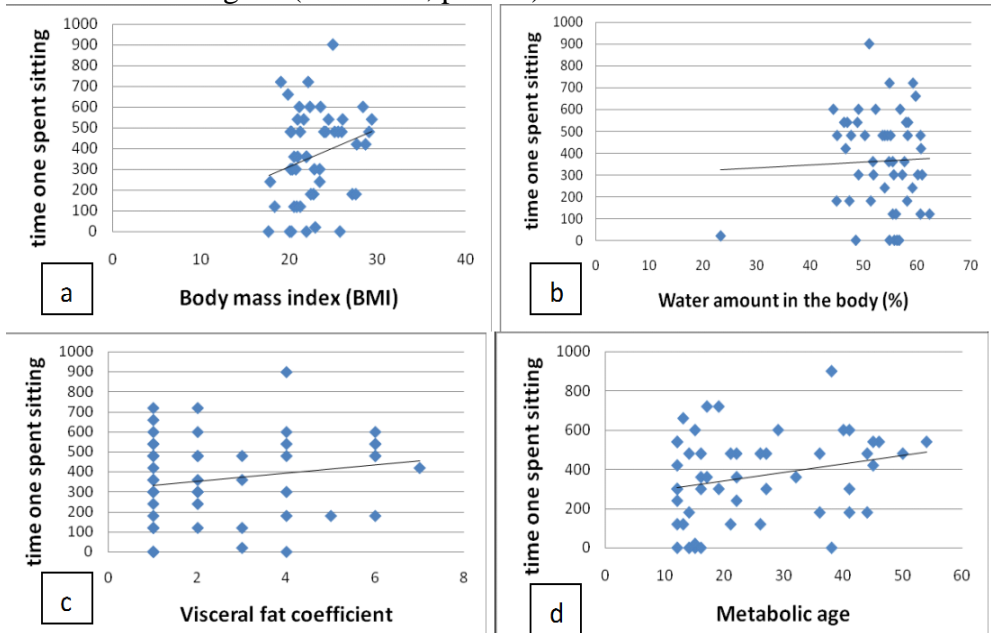 1000
900
800
700
600
500
400
300
200
100
0
0 10 20 30 40
time one spent sitting
Body mass index (BMI)
a
1000
900
800
700
600
500
400
300
200
100
0
0 10 20 30 40 50 60 70
time one spent sitting
Water amount in the body (%)
b
1000
900
800
700
600
500
400
300
200
100
0
0 2 4 6 8
time one spent sitting
Visceral fat coefficient
c
1000
800
600
400
200
0
0 10 20 30 40 50 60
time one spent sitting
Metabolic age
d